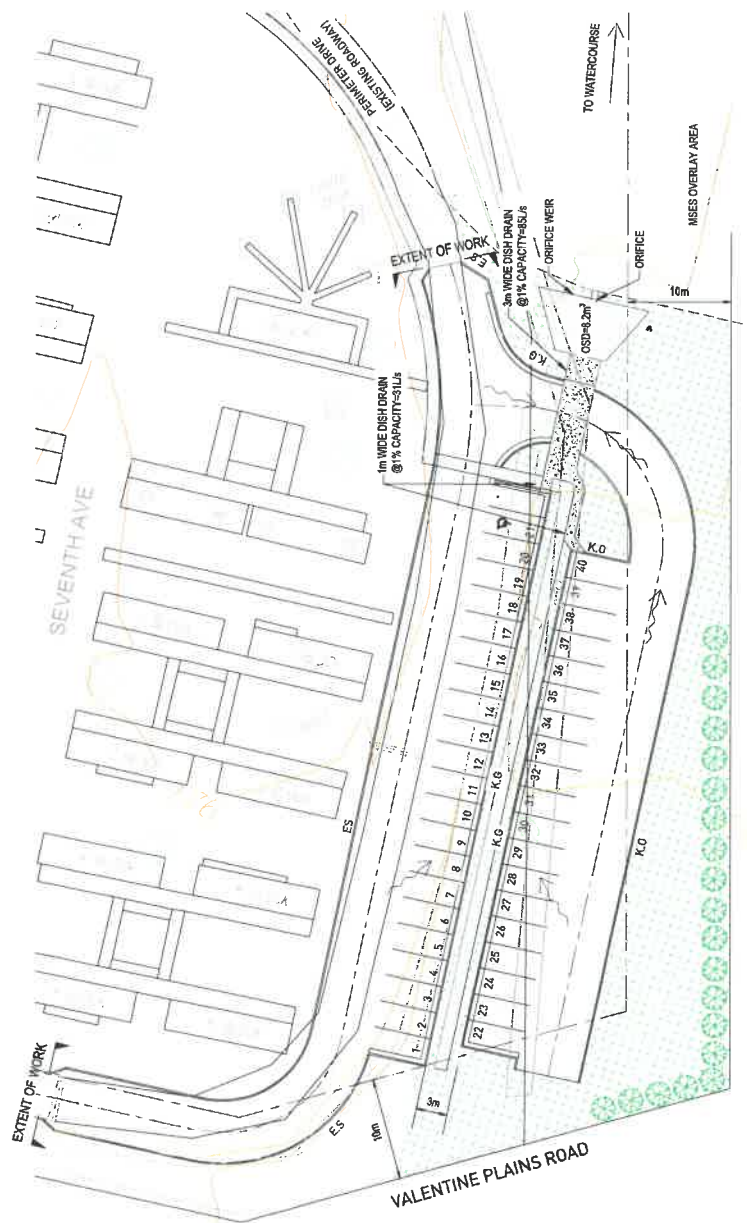 PERIMETER DRIVE
(EXISTING ROADWAY)
TO WATERCOURSE
MSES OVERLAY AREA
EXTENT OF WORK
E.S
3m WIDE DISH DRAIN
@1% CAPACITY=85L/s
ORIFICE WEIR
ORIFICE
10m
OSD=8.2m³
K.G
1m WIDE DISH DRAIN
@1% CAPACITY=31L/s
SEVENTH AVE
K.O
1
2
3
4
5
6
7
8
9
10
11
12
13
14
15
16
17
18
19
20
21
22
23
24
25
26
27
28
29
30
31
32
33
34
35
36
37
38
39
40
K.G
K.G
ES
K.O
EXTENT OF WORK
E.S
3m
10m
VALENTINE PLAINS ROAD